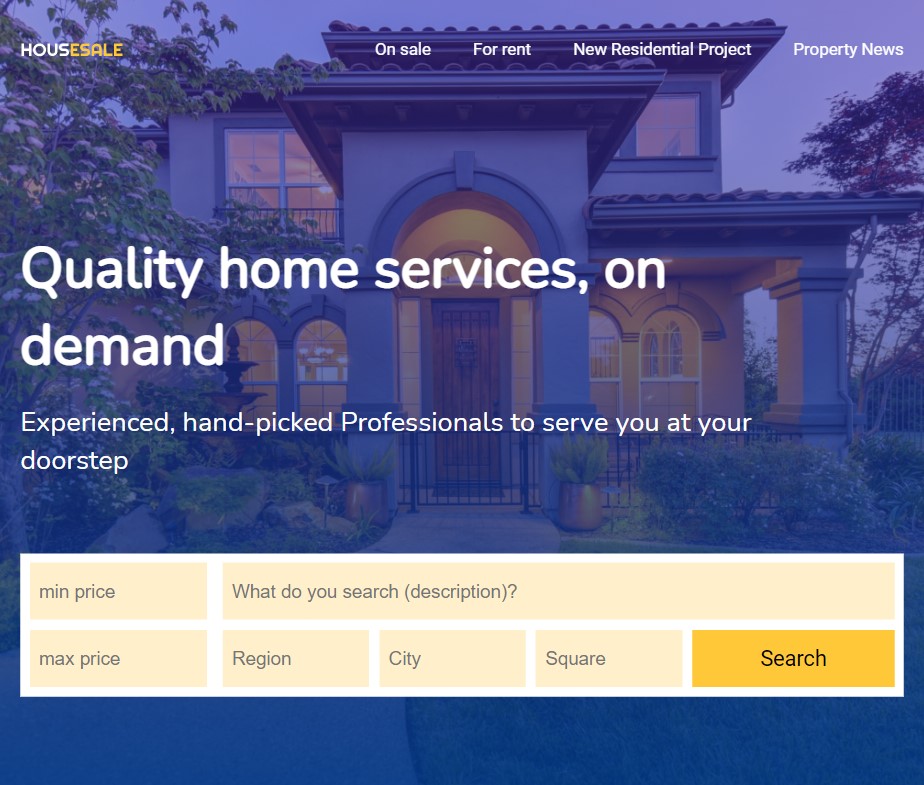 HOUSESALE
On sale
For rent
New Residential Project
Property News
Quality home services, on
demand
Experienced, hand-picked Professionals to serve you at your
doorstep
min price
What do you search (description)?
max price
Region
City
Square
Search